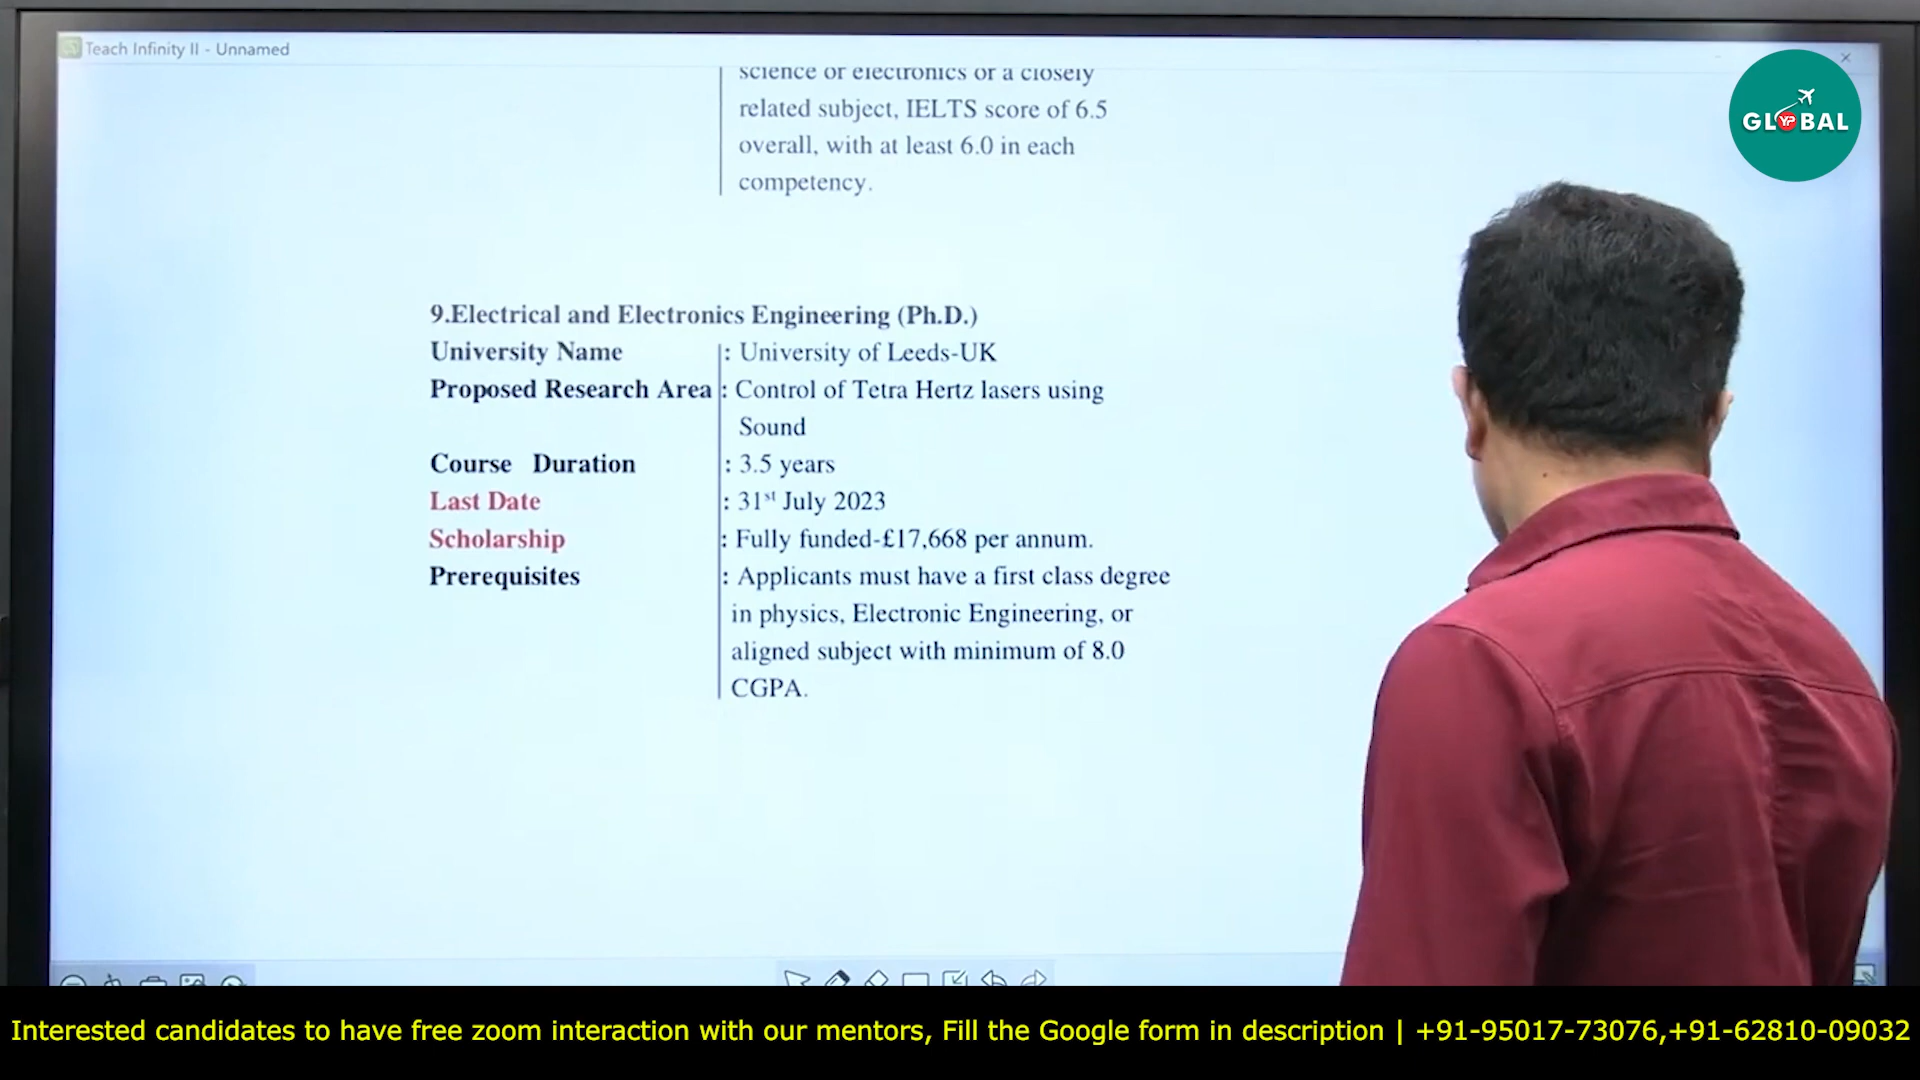 Teach Infinity II - Unnamed
science or electronics or a closely
related subject, IELTS score of 6.5
overall, with at least 6.0 in each
competency.
GLOBAL
YP
9.Electrical and Electronics Engineering (Ph.D.)
University Name : University of Leeds-UK
Proposed Research Area : Control of Tetra Hertz lasers using
Sound
Course Duration : 3.5 years
Last Date : 31st July 2023
Scholarship : Fully funded-£17,668 per annum.
Prerequisites : Applicants must have a first class degree
in physics, Electronic Engineering, or
aligned subject with minimum of 8.0
CGPA.
Interested candidates to have free zoom interaction with our mentors, Fill the Google form in description | +91-95017-73076,+91-62810-09032